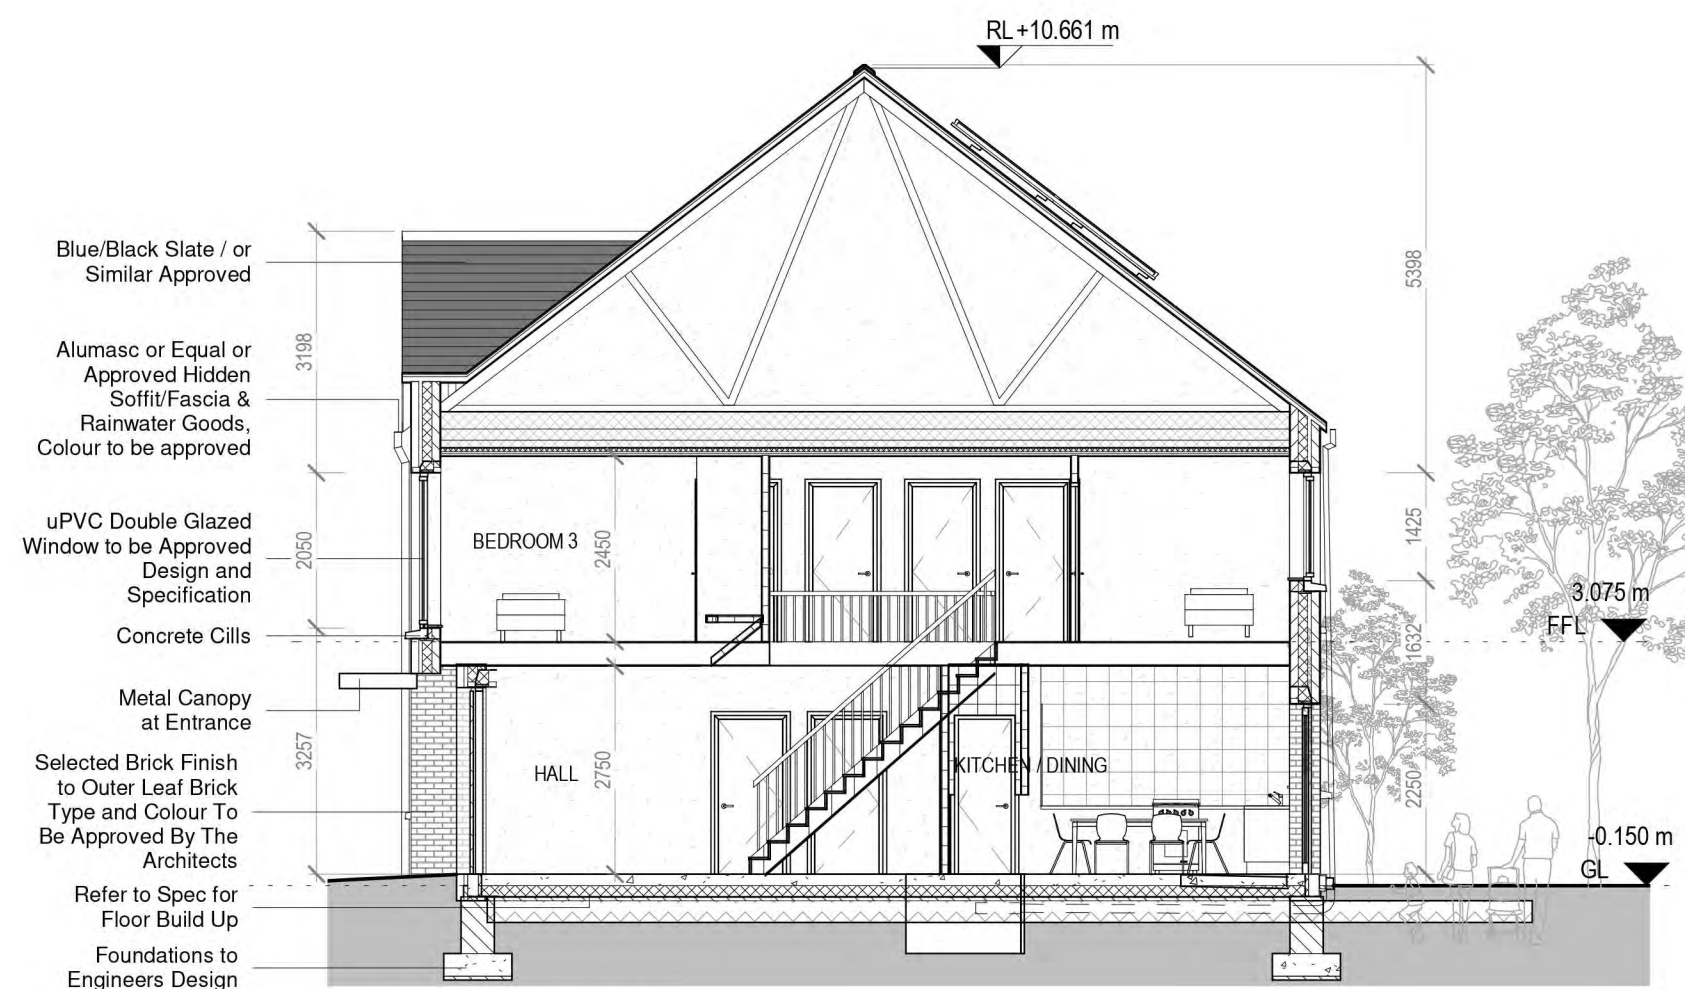 RL +10.661 m
Blue/Black Slate / or
Similar Approved
5398
3198
Alumasc or Equal or
Approved Hidden
Soffit/Fascia &
Rainwater Goods,
Colour to be approved
uPVC Double Glazed
Window to be Approved
Design and
Specification
2050
BEDROOM 3
2450
1425
3.075 m
FFL
Concrete Cills
1632
Metal Canopy
at Entrance
3257
Selected Brick Finish
to Outer Leaf Brick
Type and Colour To
Be Approved By The
Architects
HALL
2750
KITCHEN / DINING
2250
-0.150 m
GL
Refer to Spec for
Floor Build Up
Foundations to
Engineers Design